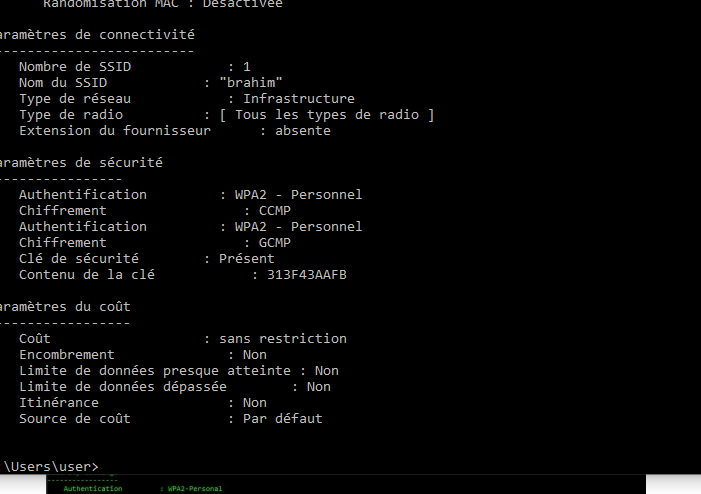 Randomisation MAC : Désactivée
aramètres de connectivité
-------------------------
Nombre de SSID : 1
Nom du SSID : "brahim"
Type de réseau : Infrastructure
Type de radio : [ Tous les types de radio ]
Extension du fournisseur : absente
aramètres de sécurité
----------------
Authentification : WPA2 - Personnel
Chiffrement : CCMP
Authentification : WPA2 - Personnel
Chiffrement : GCMP
Clé de sécurité : Présent
Contenu de la clé : 313F43AAFB
aramètres du coût
-----------------
Coût : sans restriction
Encombrement : Non
Limite de données presque atteinte : Non
Limite de données dépassée : Non
Itinérance : Non
Source de coût : Par défaut
:\Users\user>
-----------------
Authentication : WPA2-Personal